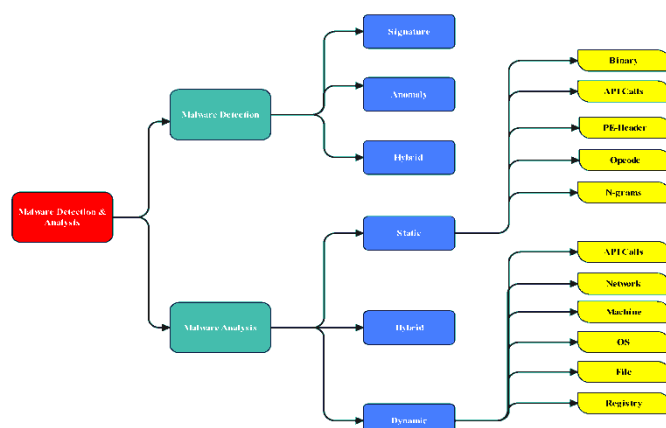 Malware Detection &
Analysis
Malware Detection
Malware Analysis
Signature
Anomaly
Hybrid
Static
Hybrid
Dynamic
Binary
API Calls
PE-Header
Opcode
N-grams
API Calls
Network
Machine
OS
File
Registry